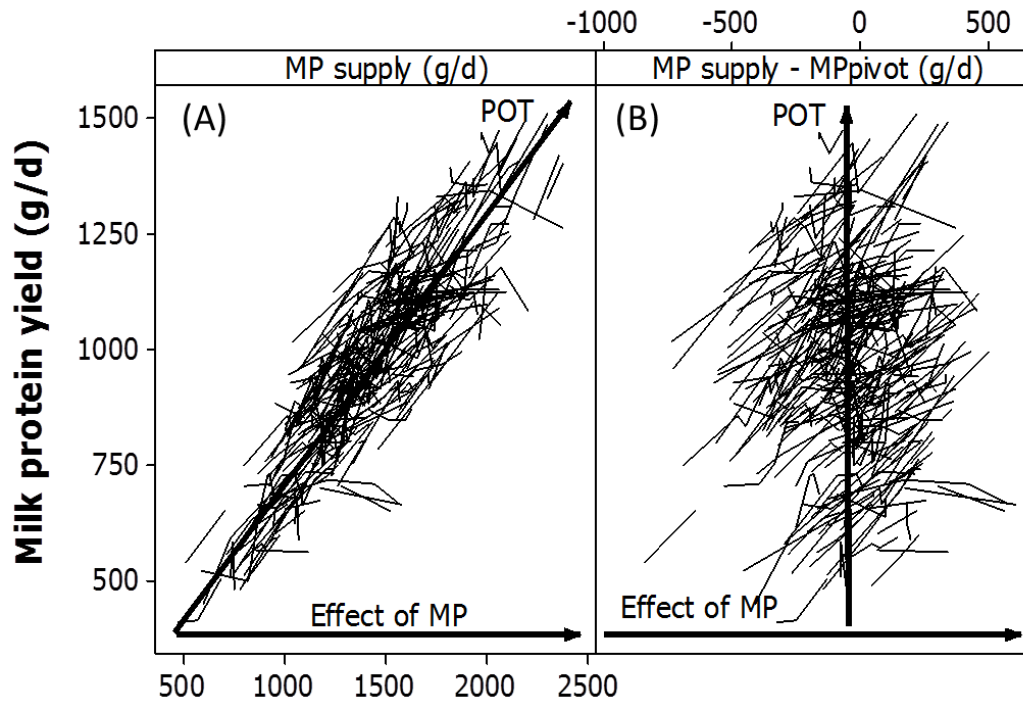 -1000 -500 0 500
MP supply (g/d) MP supply - MPpivot (g/d)
(A) POT (B) POT
Milk protein yield (g/d)
1500
1250
1000
750
500
Effect of MP Effect of MP
500 1000 1500 2000 2500